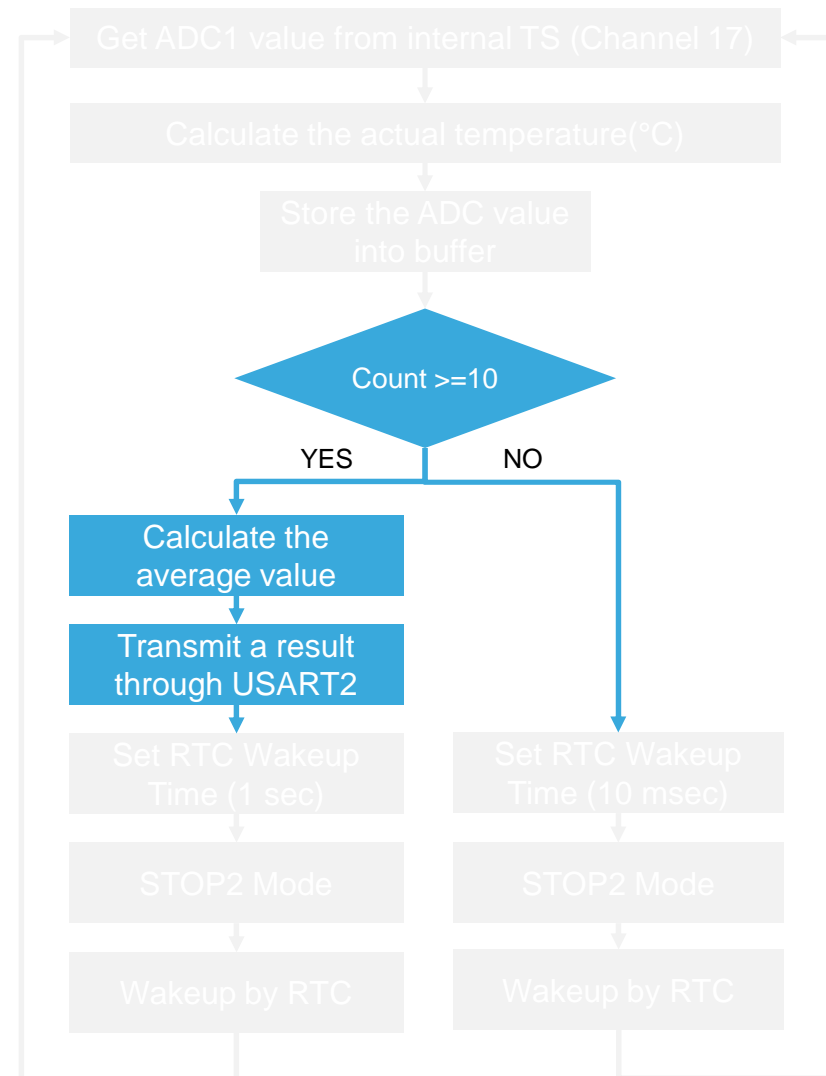 Get ADC1 value from internal TS (Channel 17)
Calculate the actual temperature(°C)
Store the ADC value
into buffer
Count >=10
YES
NO
Calculate the
average value
Transmit a result
through USART2
Set RTC Wakeup
Time (1 sec)
Set RTC Wakeup
Time (10 msec)
STOP2 Mode
STOP2 Mode
Wakeup by RTC
Wakeup by RTC